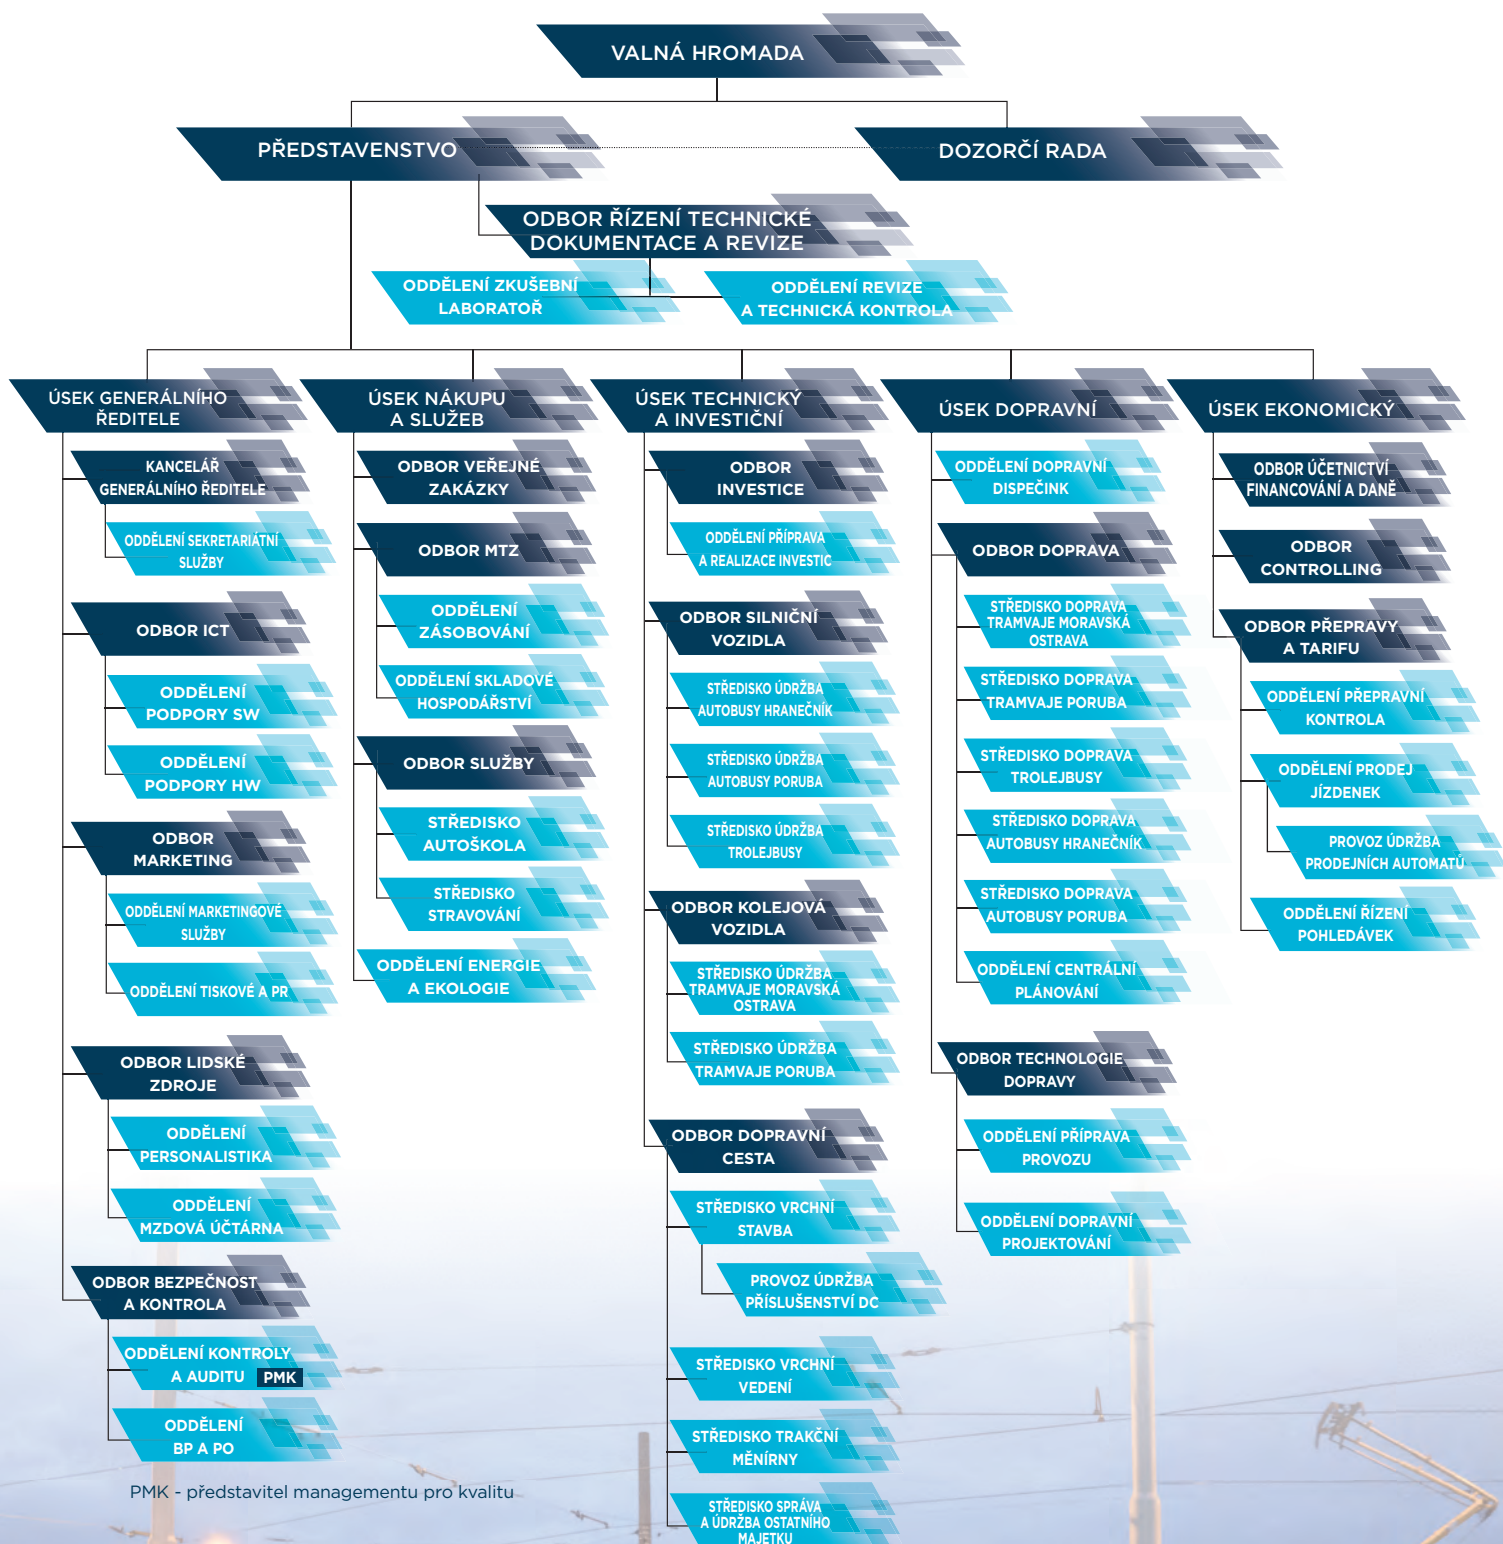 VALNÁ HROMADA
PŘEDSTAVENSTVO
DOZORČÍ RADA
ODBOR ŘÍZENÍ TECHNICKÉ
DOKUMENTACE A REVIZE
ODDĚLENÍ ZKUŠEBNÍ
LABORATOŘ
ODDĚLENÍ REVIZE
A TECHNICKÁ KONTROLA
ÚSEK GENERÁLNÍHO
ŘEDITELE
KANCELÁŘ
GENERÁLNÍHO ŘEDITELE
ODDĚLENÍ SEKRETARIÁTNÍ
SLUŽBY
ODBOR ICT
ODDĚLENÍ
PODPORY SW
ODDĚLENÍ
PODPORY HW
ODBOR
MARKETING
ODDĚLENÍ MARKETINGOVÉ
SLUŽBY
ODDĚLENÍ TISKOVÉ A PR
ODBOR LIDSKÉ
ZDROJE
ODDĚLENÍ
PERSONALISTIKA
ODDĚLENÍ
MZDOVÁ ÚČTÁRNA
ODBOR BEZPEČNOST
A KONTROLA
ODDĚLENÍ KONTROLY
A AUDITU PMK
ODDĚLENÍ
BP A PO
ÚSEK NÁKUPU
A SLUŽEB
ODBOR VEŘEJNÉ
ZAKÁZKY
ODBOR MTZ
ODDĚLENÍ
ZÁSOBOVÁNÍ
ODDĚLENÍ SKLADOVÉ
HOSPODÁŘSTVÍ
ODBOR SLUŽBY
STŘEDISKO
AUTOŠKOLA
STŘEDISKO
STRAVOVÁNÍ
ODDĚLENÍ ENERGIE
A EKOLOGIE
ÚSEK TECHNICKÝ
A INVESTIČNÍ
ODBOR
INVESTICE
ODDĚLENÍ PŘÍPRAVA
A REALIZACE INVESTIC
ODBOR SILNIČNÍ
VOZIDLA
STŘEDISKO ÚDRŽBA
AUTOBUSY HRANEČNÍK
STŘEDISKO ÚDRŽBA
AUTOBUSY PORUBA
STŘEDISKO ÚDRŽBA
TROLEJBUSY
ODBOR KOLEJOVÁ
VOZIDLA
STŘEDISKO ÚDRŽBA
TRAMVAJE MORAVSKÁ
OSTRAVA
STŘEDISKO ÚDRŽBA
TRAMVAJE PORUBA
ODBOR DOPRAVNÍ
CESTA
STŘEDISKO VRCHNÍ
STAVBA
PROVOZ ÚDRŽBA
PŘÍSLUŠENSTVÍ DC
STŘEDISKO VRCHNÍ
VEDENÍ
STŘEDISKO TRAKČNÍ
MĚNÍRNY
STŘEDISKO SPRÁVA
A ÚDRŽBA OSTATNÍHO
MAJETKU
ÚSEK DOPRAVNÍ
ODDĚLENÍ DOPRAVNÍ
DISPEČINK
ODBOR DOPRAVA
STŘEDISKO DOPRAVA
TRAMVAJE MORAVSKÁ
OSTRAVA
STŘEDISKO DOPRAVA
TRAMVAJE PORUBA
STŘEDISKO DOPRAVA
TROLEJBUSY
STŘEDISKO DOPRAVA
AUTOBUSY HRANEČNÍK
STŘEDISKO DOPRAVA
AUTOBUSY PORUBA
ODDĚLENÍ CENTRÁLNÍ
PLÁNOVÁNÍ
ODBOR TECHNOLOGIE
DOPRAVY
ODDĚLENÍ PŘÍPRAVA
PROVOZU
ODDĚLENÍ DOPRAVNÍ
PROJEKTOVÁNÍ
ÚSEK EKONOMICKÝ
ODBOR ÚČETNICTVÍ
FINANCOVÁNÍ A DANĚ
ODBOR
CONTROLLING
ODBOR PŘEPRAVY
A TARIFU
ODDĚLENÍ PŘEPRAVNÍ
KONTROLA
ODDĚLENÍ PRODEJ
JÍZDENEK
PROVOZ ÚDRŽBA
PRODEJNÍCH AUTOMATŮ
ODDĚLENÍ ŘÍZENÍ
POHLEDÁVEK
PMK - představitel managementu pro kvalitu